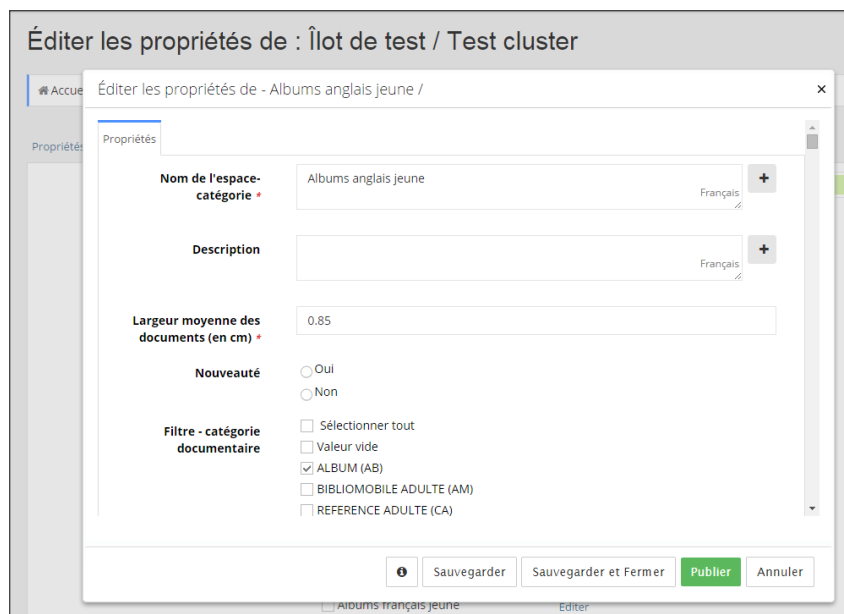 Éditer les propriétés de : Îlot de test / Test cluster
Accue
Éditer les propriétés de - Albums anglais jeune /
×
Propriétés
Propriétés
Nom de l'espace-
catégorie *
Albums anglais jeune
Français
+
Description
Français
+
Largeur moyenne des
documents (en cm) *
0.85
Nouveauté
Oui
Non
Filtre - catégorie
documentaire
Sélectionner tout
Valeur vide
ALBUM (AB)
BIBLIOMOBILE ADULTE (AM)
REFERENCE ADULTE (CA)
Sauvegarder
Sauvegarder et Fermer
Publier
Annuler
Albums français jeune
Editer